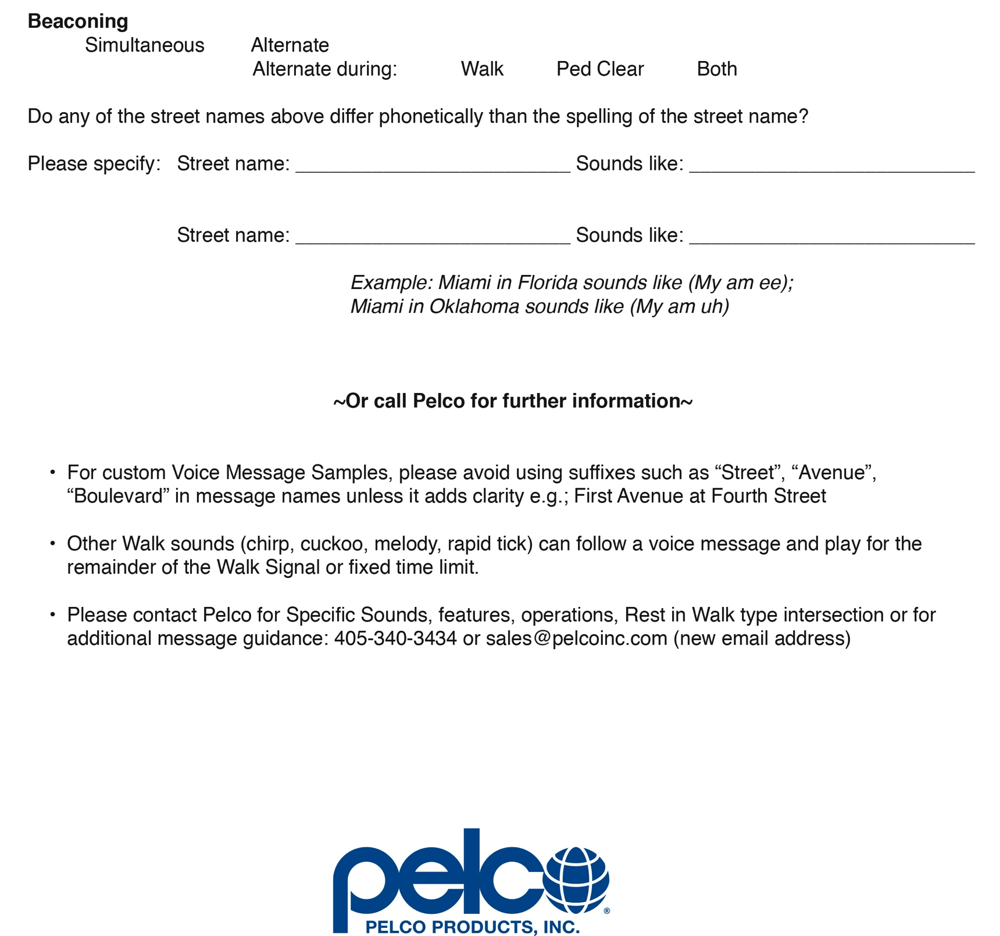 Beaconing
Simultaneous Alternate
Alternate during: Walk Ped Clear Both
Do any of the street names above differ phonetically than the spelling of the street name?
Please specify: Street name: _________________________ Sounds like: __________________________
Street name: _________________________ Sounds like: __________________________
Example: Miami in Florida sounds like (My am ee);
Miami in Oklahoma sounds like (My am uh)
~Or call Pelco for further information~
• For custom Voice Message Samples, please avoid using suffixes such as “Street”, “Avenue”,
“Boulevard” in message names unless it adds clarity e.g.; First Avenue at Fourth Street
• Other Walk sounds (chirp, cuckoo, melody, rapid tick) can follow a voice message and play for the
remainder of the Walk Signal or fixed time limit.
• Please contact Pelco for Specific Sounds, features, operations, Rest in Walk type intersection or for
additional message guidance: 405-340-3434 or sales@pelcoinc.com (new email address)
pelco®
PELCO PRODUCTS, INC.